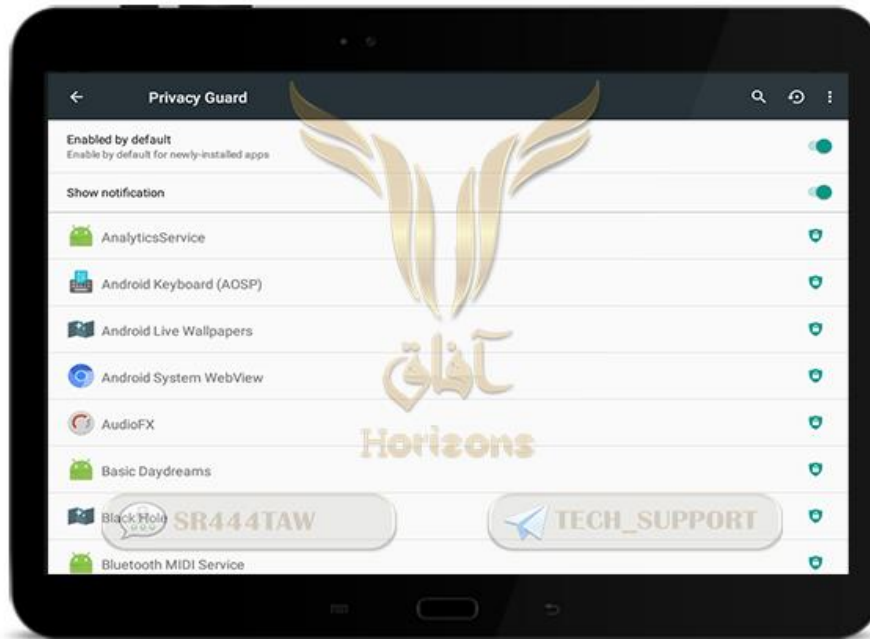 Privacy Guard
Enabled by default
Enable by default for newly-installed apps
Show notification
AnalyticsService
Android Keyboard (AOSP)
Android Live Wallpapers
Android System WebView
آفاق
AudioFX
Horizons
Basic Daydreams
Black Hole
SR444TAW
TECH_SUPPORT
Bluetooth MIDI Service